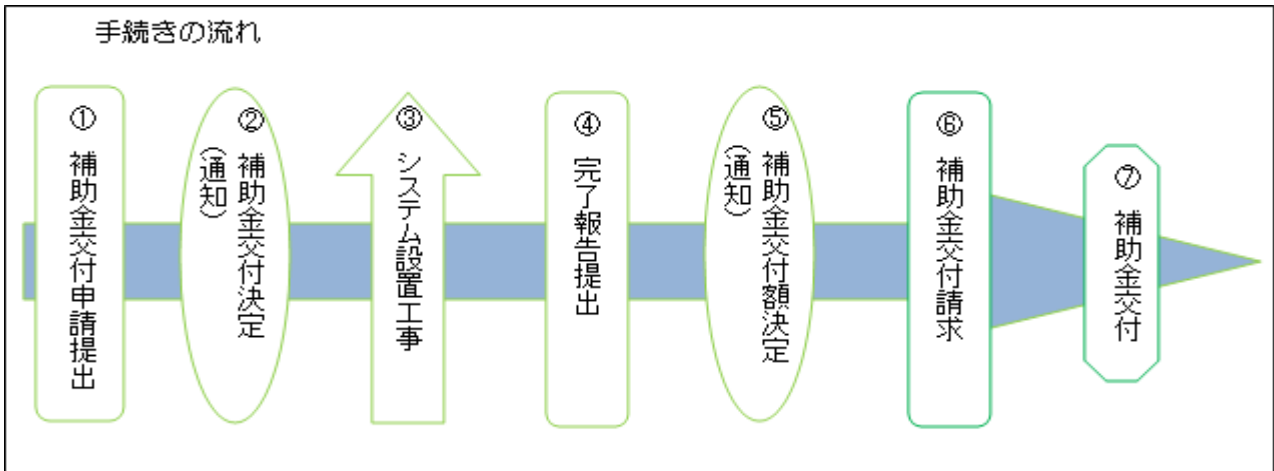 手続きの流れ
① 補助金交付申請提出
② 補助金交付決定
(通知)
③ システム設置工事
④ 完了報告提出
⑤ 補助金交付額決定
(通知)
⑥ 補助金交付請求
⑦ 補助金交付